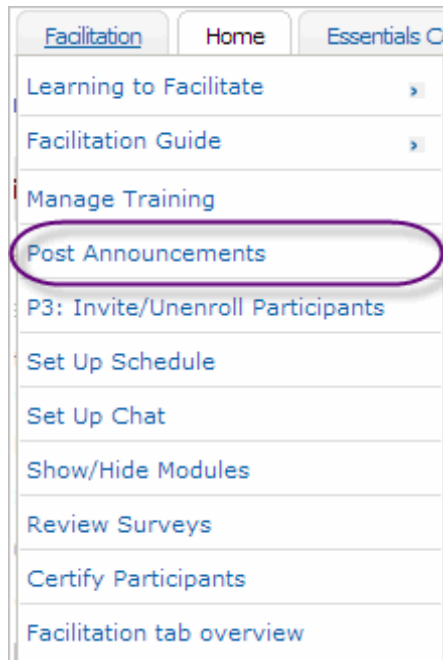 Facilitation Home Essentials
Learning to Facilitate
Facilitation Guide
Manage Training
Post Announcements
P3: Invite/Unenroll Participants
Set Up Schedule
Set Up Chat
Show/Hide Modules
Review Surveys
Certify Participants
Facilitation tab overview